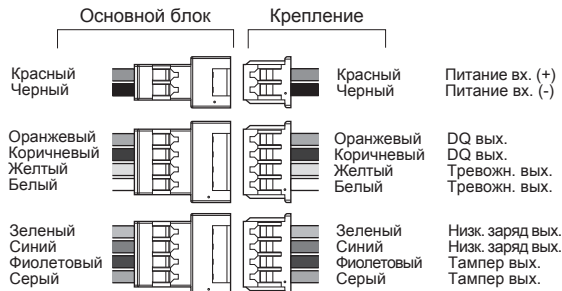 Основной блок Крепление
Красный Красный Питание вх. (+)
Черный Черный Питание вх. (-)
Оранжевый Оранжевый DQ вых.
Коричневый Коричневый DQ вых.
Желтый Желтый Тревожн. вых.
Белый Белый Тревожн. вых.
Зеленый Зеленый Низк. заряд вых.
Синий Синий Низк. заряд вых.
Фиолетовый Фиолетовый Тампер вых.
Серый Серый Тампер вых.